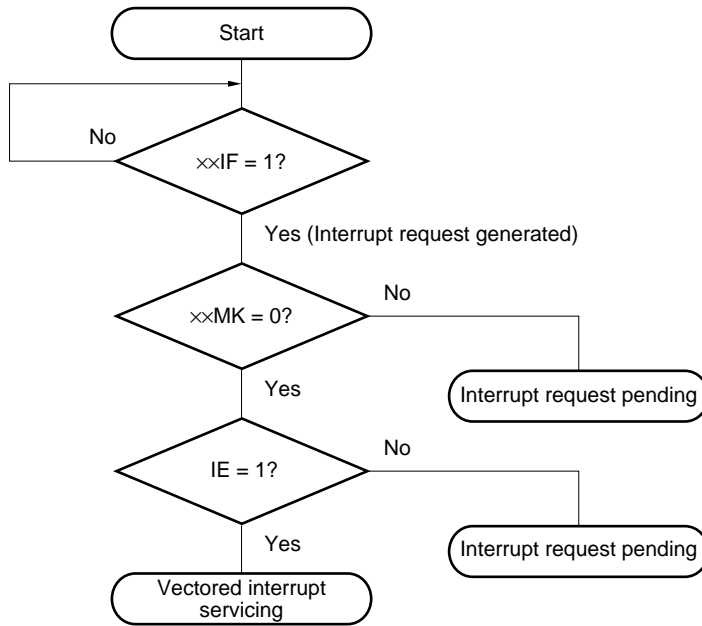 Start
No
××IF = 1?
Yes (Interrupt request generated)
No
××MK = 0?
Yes
Interrupt request pending
No
IE = 1?
Yes
Interrupt request pending
Vectored interrupt
servicing